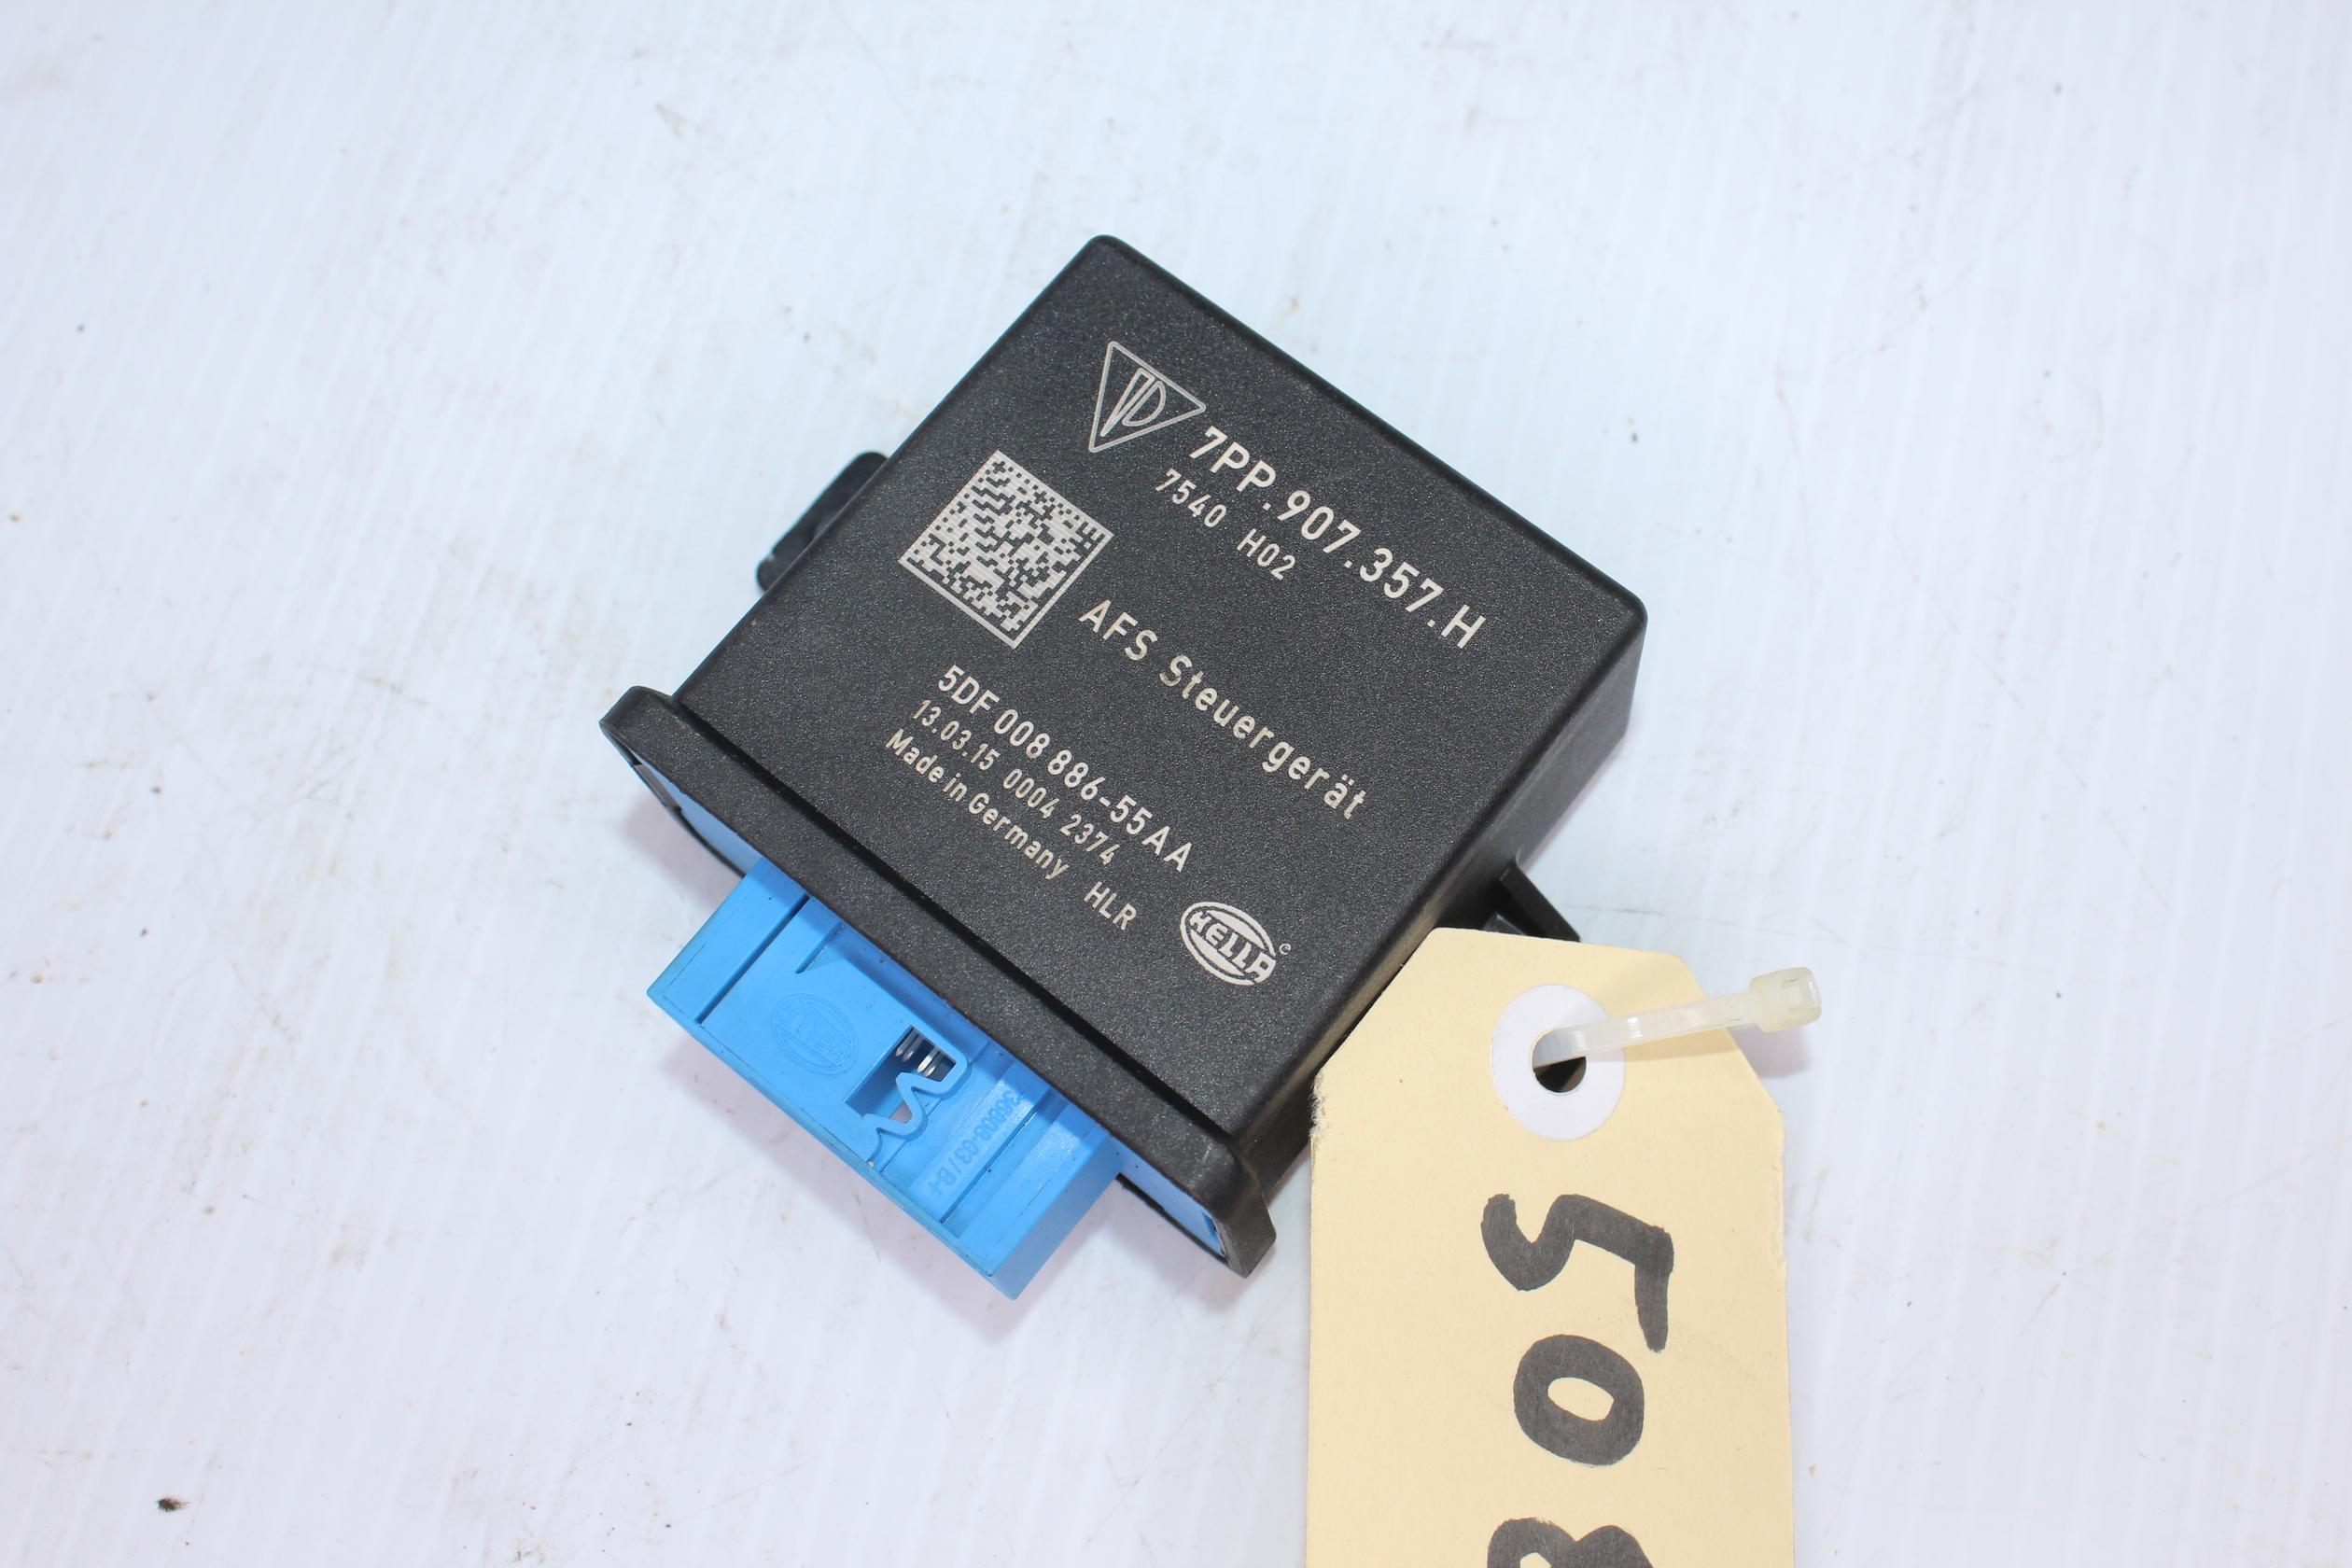 7PP.907.357.H
7540 H02
AFS Steuergerät
5DF 008 886-55AA
13.03.15 0004 2374
Made in Germany HLR
HELLA
HELLA
508